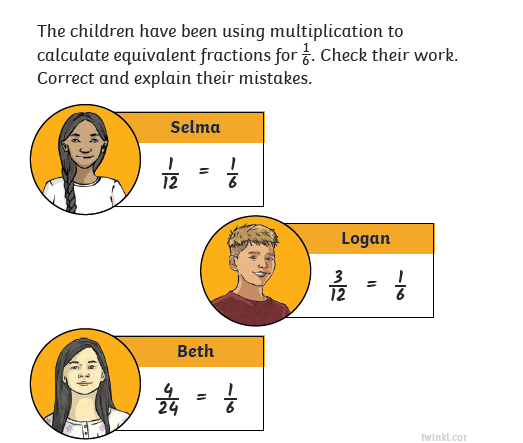 The children have been using multiplication to
calculate equivalent fractions for 1/6. Check their work.
Correct and explain their mistakes.
Selma
1/12 = 1/6
Logan
3/12 = 1/6
Beth
4/24 = 1/6
twinkl.com